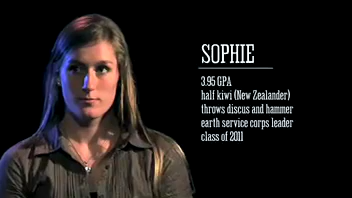 SOPHIE
3.95 GPA
half kiwi (New Zealander)
throws discus and hammer
earth service corps leader
class of 2011